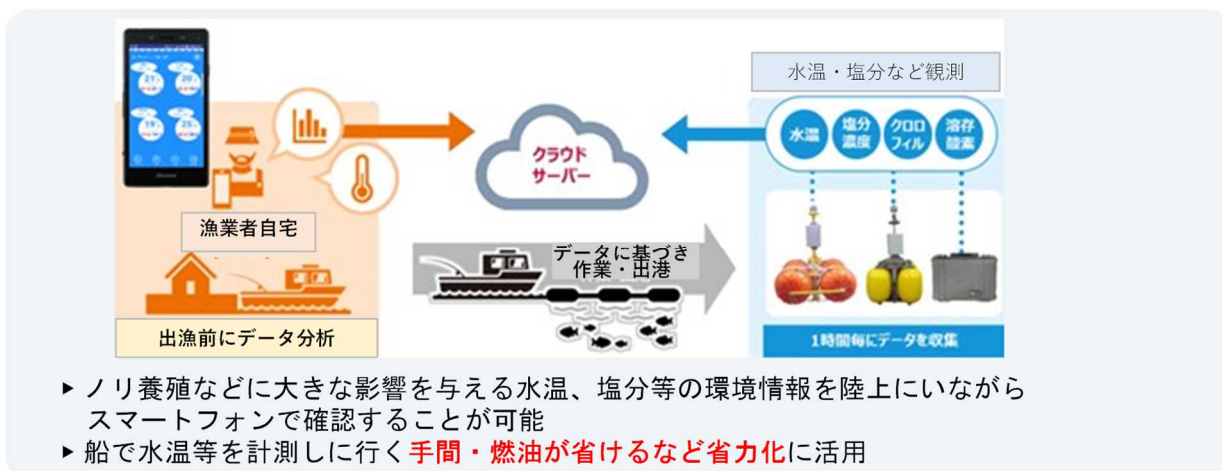 水温・塩分など観測
水温
塩分
濃度
クロロ
フィル
溶存
酸素
クラウド
サーバー
漁業者自宅
データに基づき
作業・出港
出漁前にデータ分析
1時間毎にデータを収集
▶ノリ養殖などに大きな影響を与える水温、塩分等の環境情報を陸上にいながら
スマートフォンで確認することが可能
▶船で水温等を計測しに行く手間・燃油が省けるなど省力化に活用